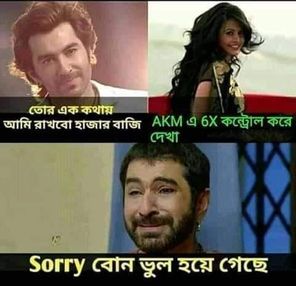 তোর এক কথায়
আমি রাখবো হাজার বাজি
AKM এ 6X কন্ট্রোল করে
দেখা
Sorry বোন ভুল হয়ে গেছে